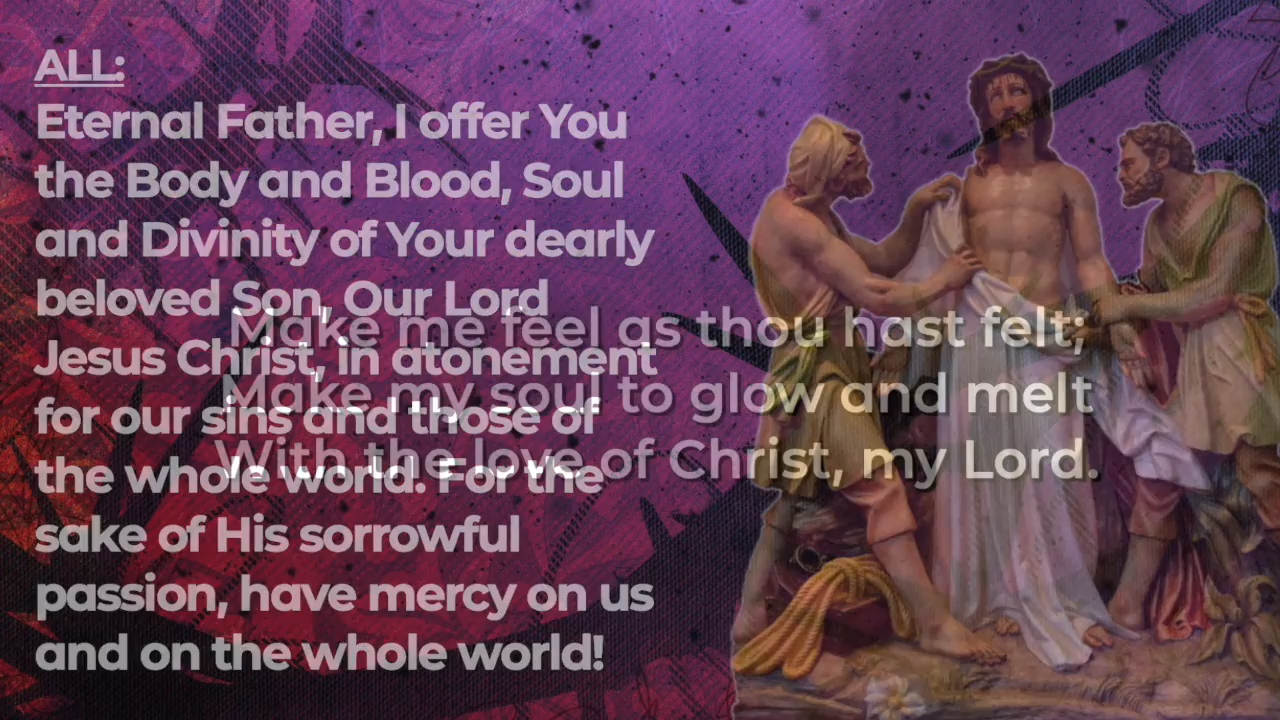 ALL:
Eternal Father, I offer You
the Body and Blood, Soul
and Divinity of Your dearly
beloved Son, Our Lord
Jesus Christ, in atonement
for our sins and those of
the whole world. For the
sake of His sorrowful
passion, have mercy on us
and on the whole world!
Make me feel as thou hast felt;
Make my soul to glow and melt
With the love of Christ, my Lord.